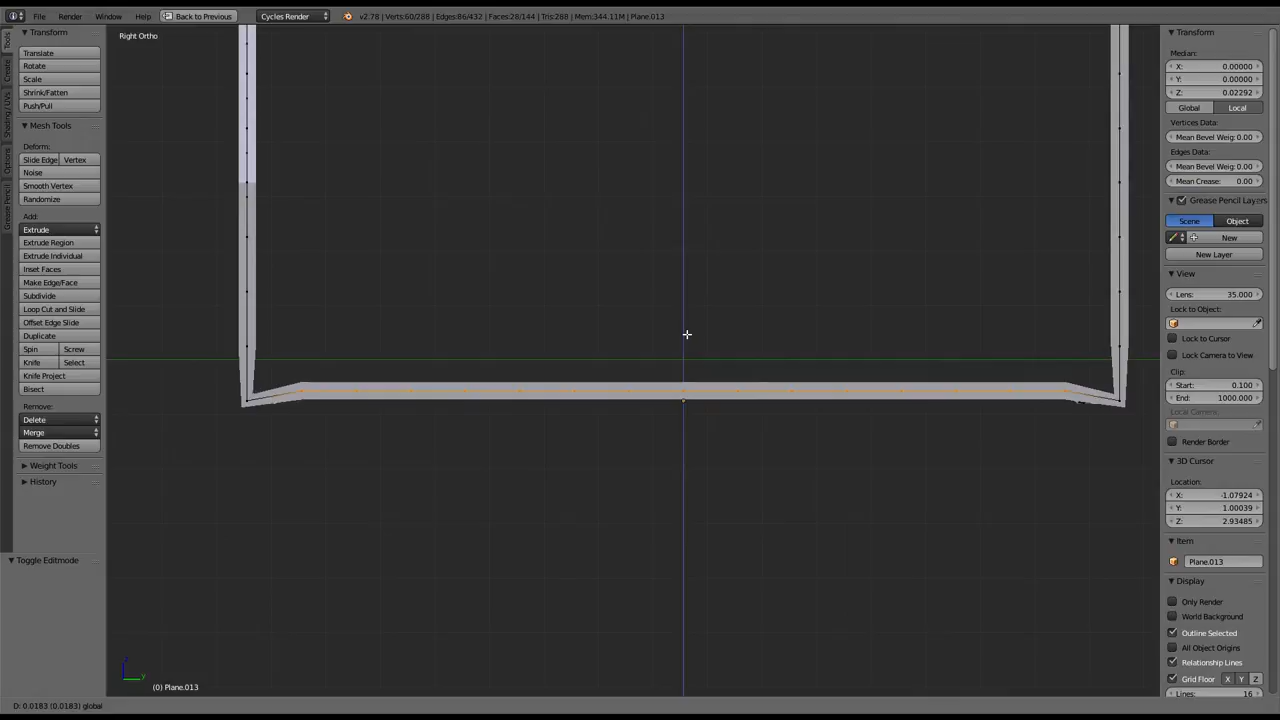 File Render Window Help Back to Previous Cycles Render v2.78 | Verts:60/288 | Edges:86/432 | Faces:28/144 | Tris:288 | Mem:344.11M | Plane.013
Right Ortho
Tools
Create
Shading / UVs
Options
Grease Pencil
Transform
Translate
Rotate
Scale
Shrink/Fatten
Push/Pull
Mesh Tools
Deform:
Slide Edge Vertex
Noise
Smooth Vertex
Randomize
Add:
Extrude
Extrude Region
Extrude Individual
Inset Faces
Make Edge/Face
Subdivide
Loop Cut and Slide
Offset Edge Slide
Duplicate
Spin Screw
Knife Select
Knife Project
Bisect
Remove:
Delete
Merge
Remove Doubles
Weight Tools
History
Toggle Editmode
Transform
Median:
X: 0.00000
Y: 0.00000
Z: 0.02292
Global Local
Vertices Data:
Mean Bevel Weig: 0.00
Edges Data:
Mean Bevel Weig: 0.00
Mean Crease: 0.00
Grease Pencil Layers
Scene Object
New
New Layer
View
Lens: 35.000
Lock to Object:
Lock to Cursor
Lock Camera to View
Clip:
Start: 0.100
End: 1000.000
Local Camera:
Render Border
3D Cursor
Location:
X: -1.07924
Y: 1.00039
Z: 2.93485
Item
Plane.013
Display
Only Render
World Background
Outline Selected
All Object Origins
Relationship Lines
Grid Floor X Y Z
Lines: 16
z
y
(0) Plane.013
D: 0.0183 (0.0183) global